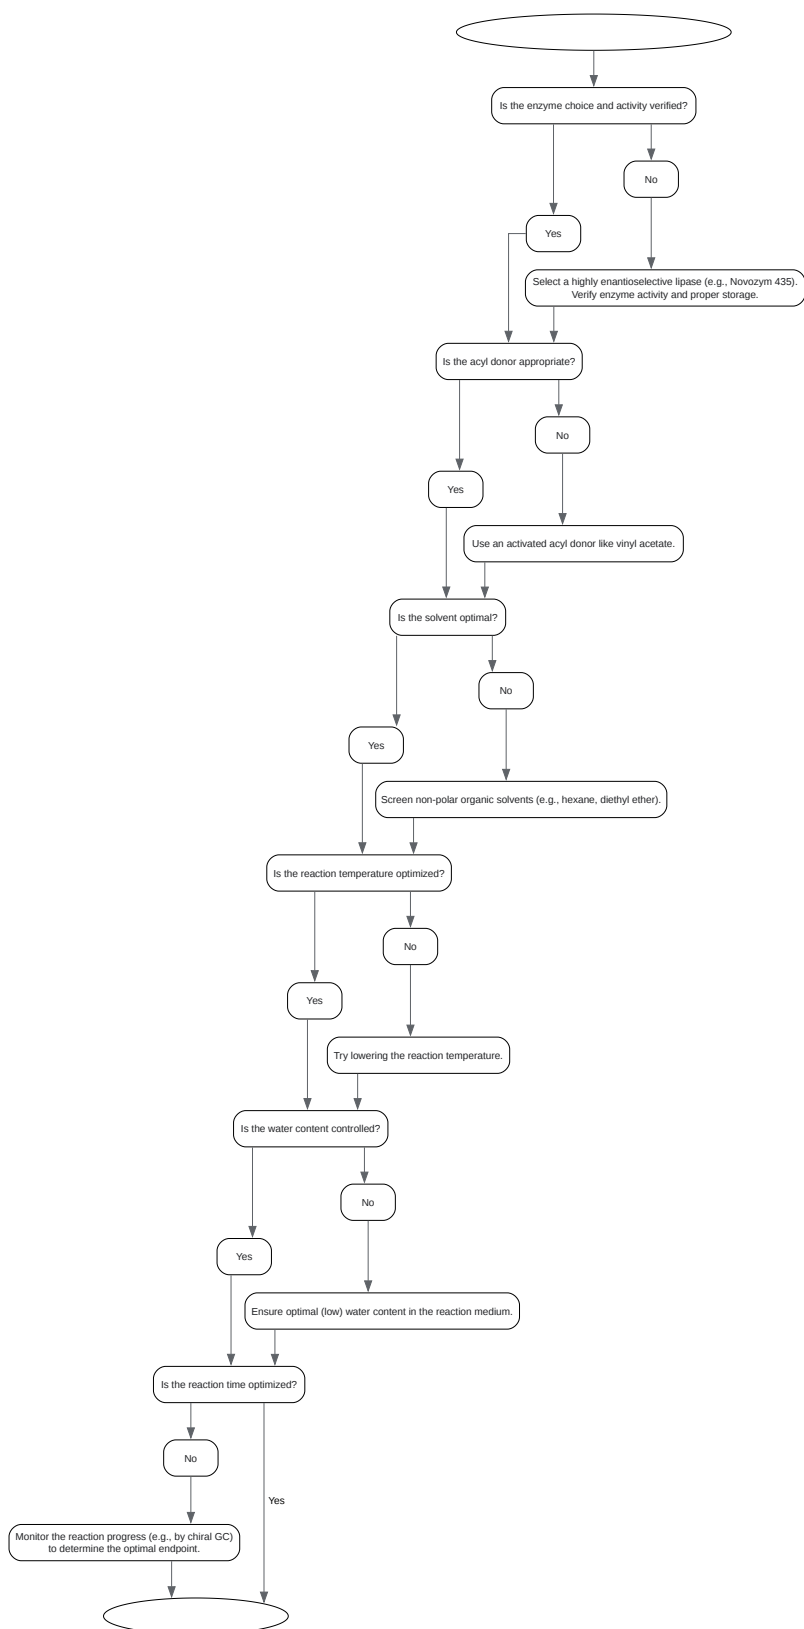 Is the enzyme choice and activity verified?
No
Yes
Select a highly enantioselective lipase (e.g., Novozym 435).
Verify enzyme activity and proper storage.
Is the acyl donor appropriate?
No
Yes
Use an activated acyl donor like vinyl acetate.
Is the solvent optimal?
No
Yes
Screen non-polar organic solvents (e.g., hexane, diethyl ether).
Is the reaction temperature optimized?
No
Yes
Try lowering the reaction temperature.
Is the water content controlled?
No
Yes
Ensure optimal (low) water content in the reaction medium.
Is the reaction time optimized?
No
Yes
Monitor the reaction progress (e.g., by chiral GC)
to determine the optimal endpoint.